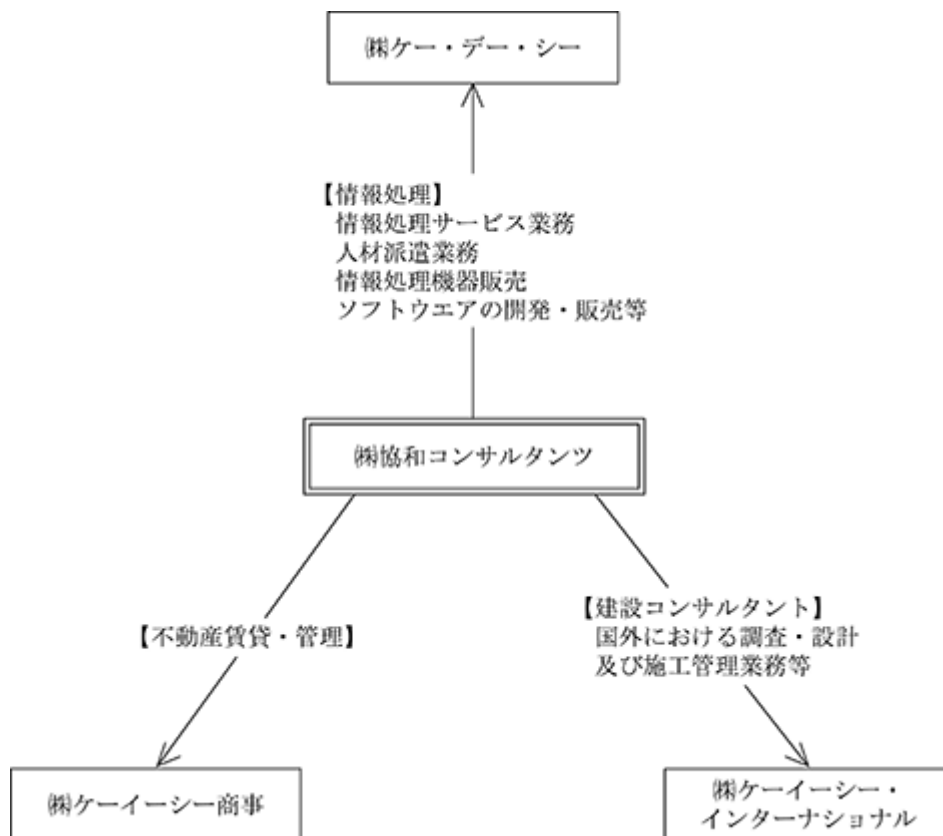 ㈱ケー・デー・シー
【情報処理】
情報処理サービス業務
人材派遣業務
情報処理機器販売
ソフトウエアの開発・販売等
㈱協和コンサルタンツ
【不動産賃貸・管理】
【建設コンサルタント】
国外における調査・設計
及び施工管理業務等
㈱ケーイーシー商事
㈱ケーイーシー・
インターナショナル